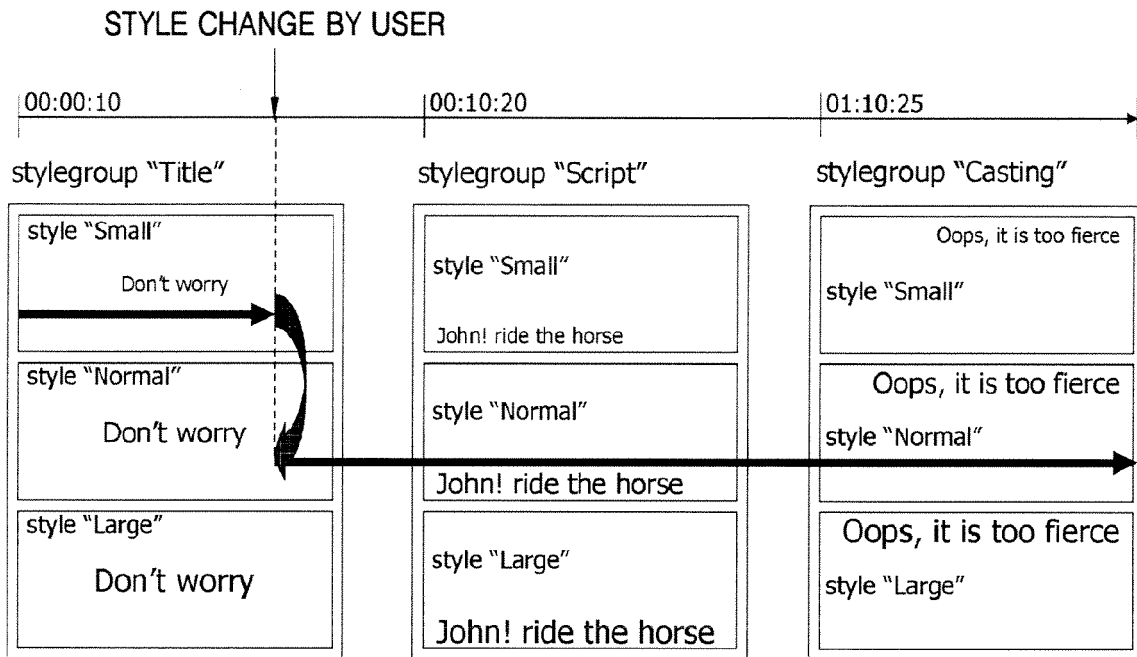 STYLE CHANGE BY USER
00:00:10
00:10:20
01:10:25
stylegroup "Title"
stylegroup "Script"
stylegroup "Casting"
style "Small"
Don't worry
style "Normal"
Don't worry
style "Large"
Don't worry
style "Small"
John! ride the horse
style "Normal"
John! ride the horse
style "Large"
John! ride the horse
Oops, it is too fierce
style "Small"
Oops, it is too fierce
style "Normal"
Oops, it is too fierce
style "Large"